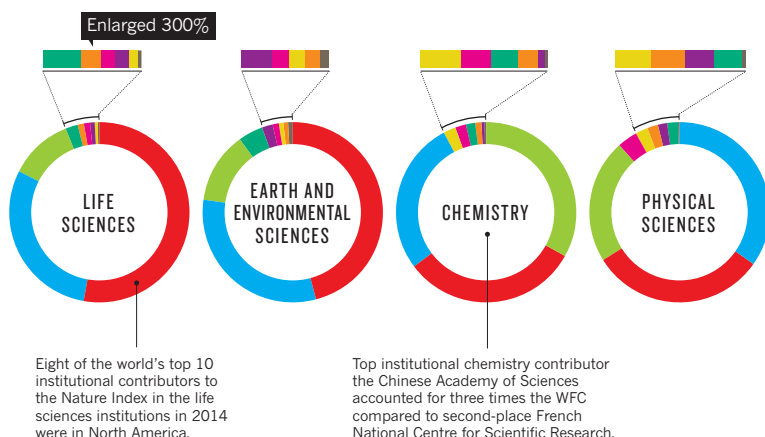 Enlarged 300%
LIFE
SCIENCES
EARTH AND
ENVIRONMENTAL
SCIENCES
CHEMISTRY
PHYSICAL
SCIENCES
Eight of the world's top 10
institutional contributors to
the Nature Index in the life
sciences institutions in 2014
were in North America.
Top institutional chemistry contributor
the Chinese Academy of Sciences
accounted for three times the WFC
compared to second-place French
National Centre for Scientific Research.